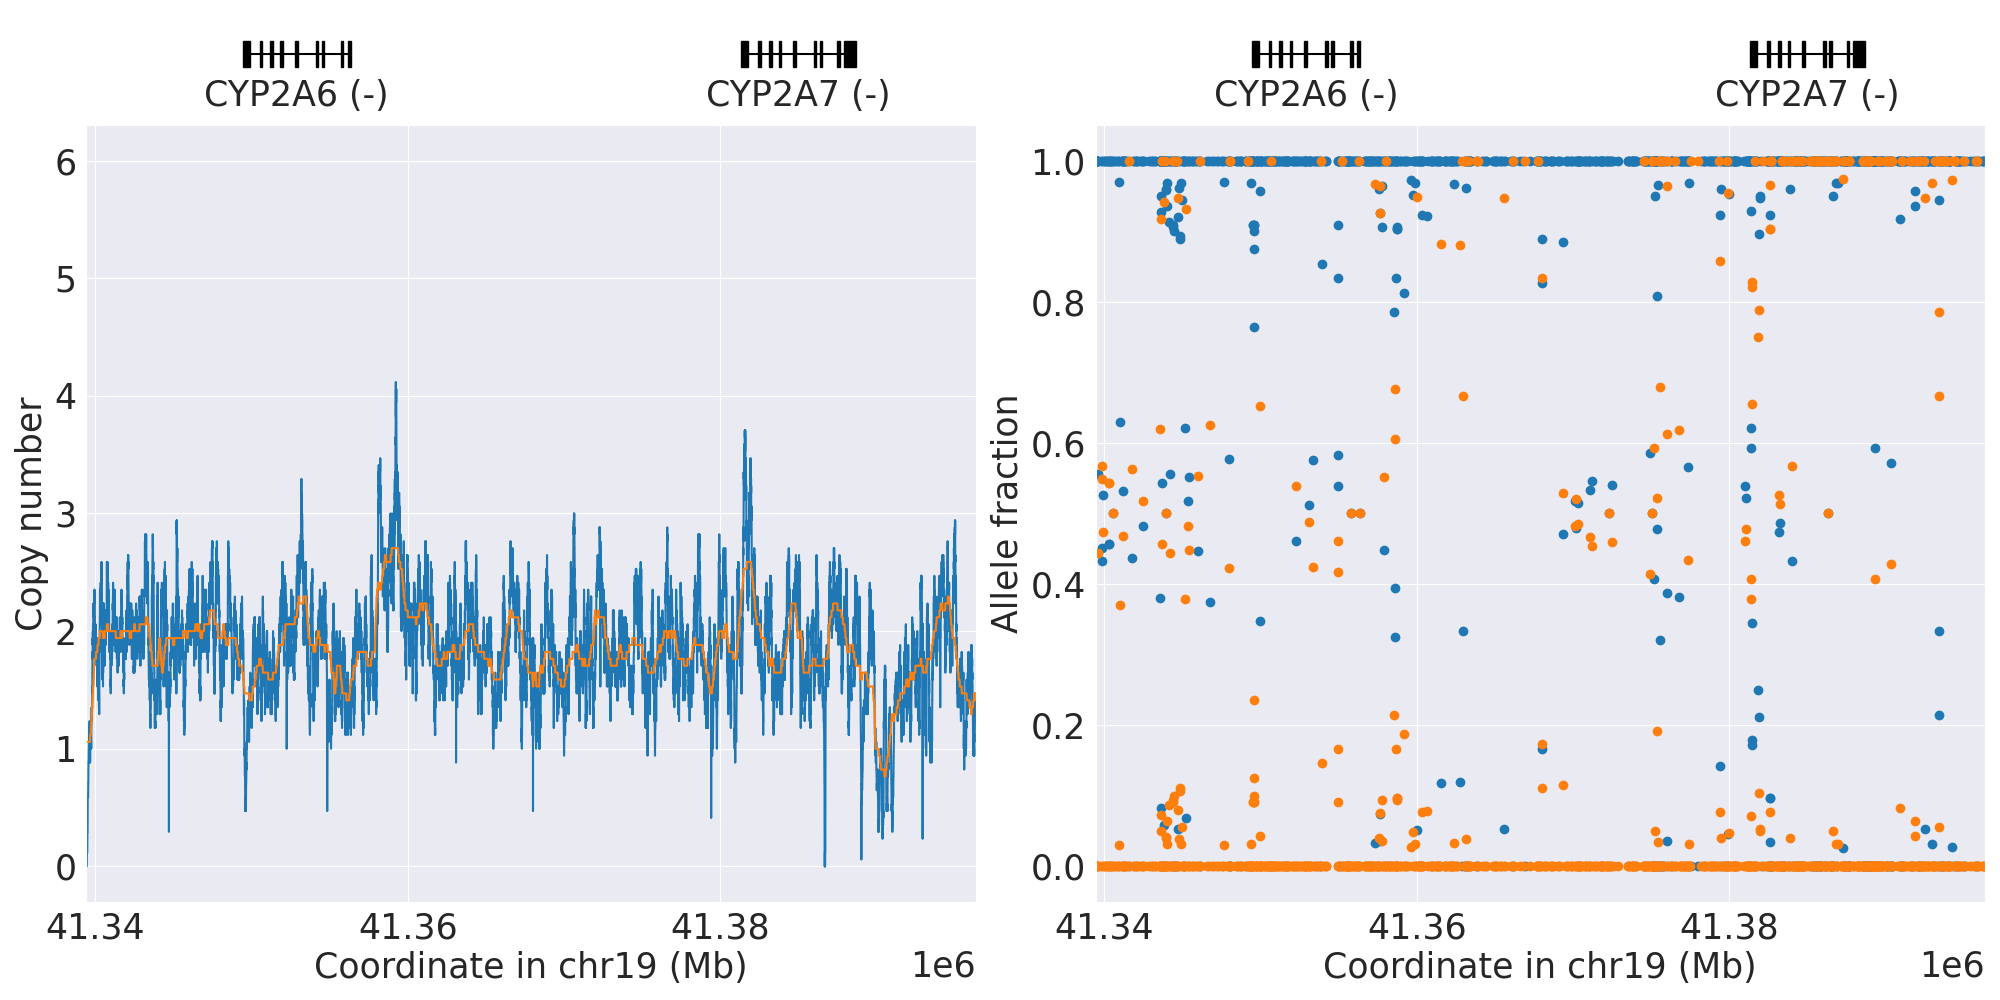 CYP2A6 (-)
CYP2A7 (-)
Copy number
6
5
4
3
2
1
0
41.34
41.36
41.38
Coordinate in chr19 (Mb)
1e6
CYP2A6 (-)
CYP2A7 (-)
Allele fraction
1.0
0.8
0.6
0.4
0.2
0.0
41.34
41.36
41.38
Coordinate in chr19 (Mb)
1e6